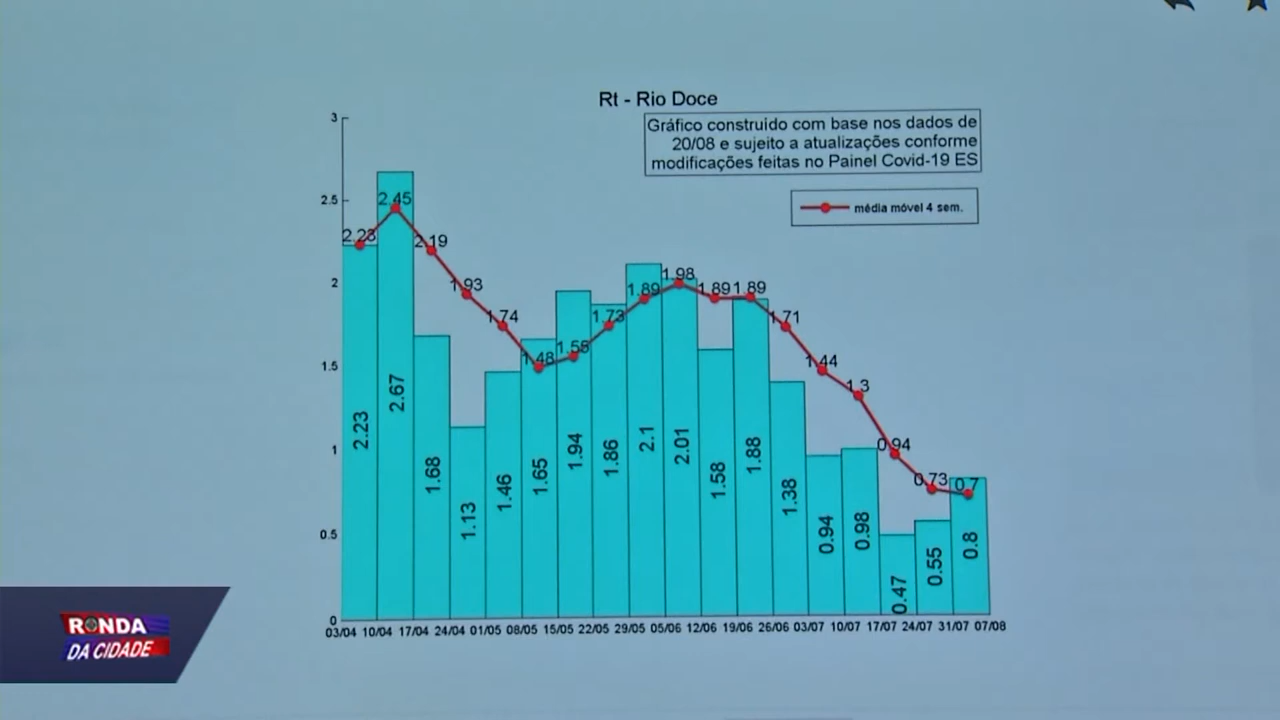 Rt - Rio Doce
Gráfico construido com base nos dados de
20/08 e sujeito a atualizações conforme
modificações feitas no Painel Covid-19 ES
média móvel 4 sem.
3
2.5
2
1.5
1
0.5
0
2.23 2.45 2.19 1.93 1.74 1.48 1.55 1.73 1.89 1.98 1.89 1.89 1.71 1.44 1.3 0.94 0.73 0.7
2.23 2.67 1.68 1.13 1.46 1.65 1.94 1.86 2.1 2.01 1.58 1.88 1.38 0.94 0.98 0.47 0.55 0.8
03/04 10/04 17/04 24/04 01/05 08/05 15/05 22/05 29/05 05/06 12/06 19/06 26/06 03/07 10/07 17/07 24/07 31/07 07/08
RONDA
DA CIDADE